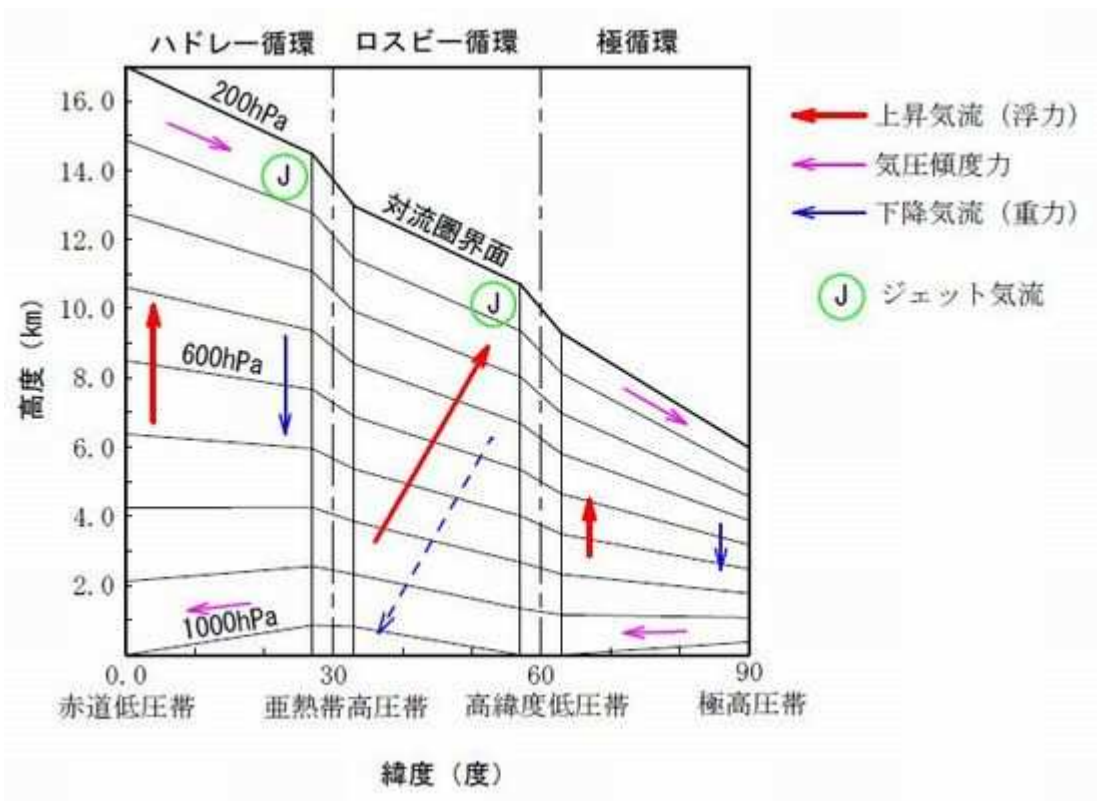 ハドレー循環 ロスビー循環 極循環
200hPa
対流圏界面
600hPa
1000hPa
J
J
高度 (km)
16.0
14.0
12.0
10.0
8.0
6.0
4.0
2.0
0.0 30 60 90
赤道低圧帯 亜熱帯高圧帯 高緯度低圧帯 極高圧帯
緯度 (度)
上昇気流 (浮力)
気圧傾度力
下降気流 (重力)
J ジェット気流